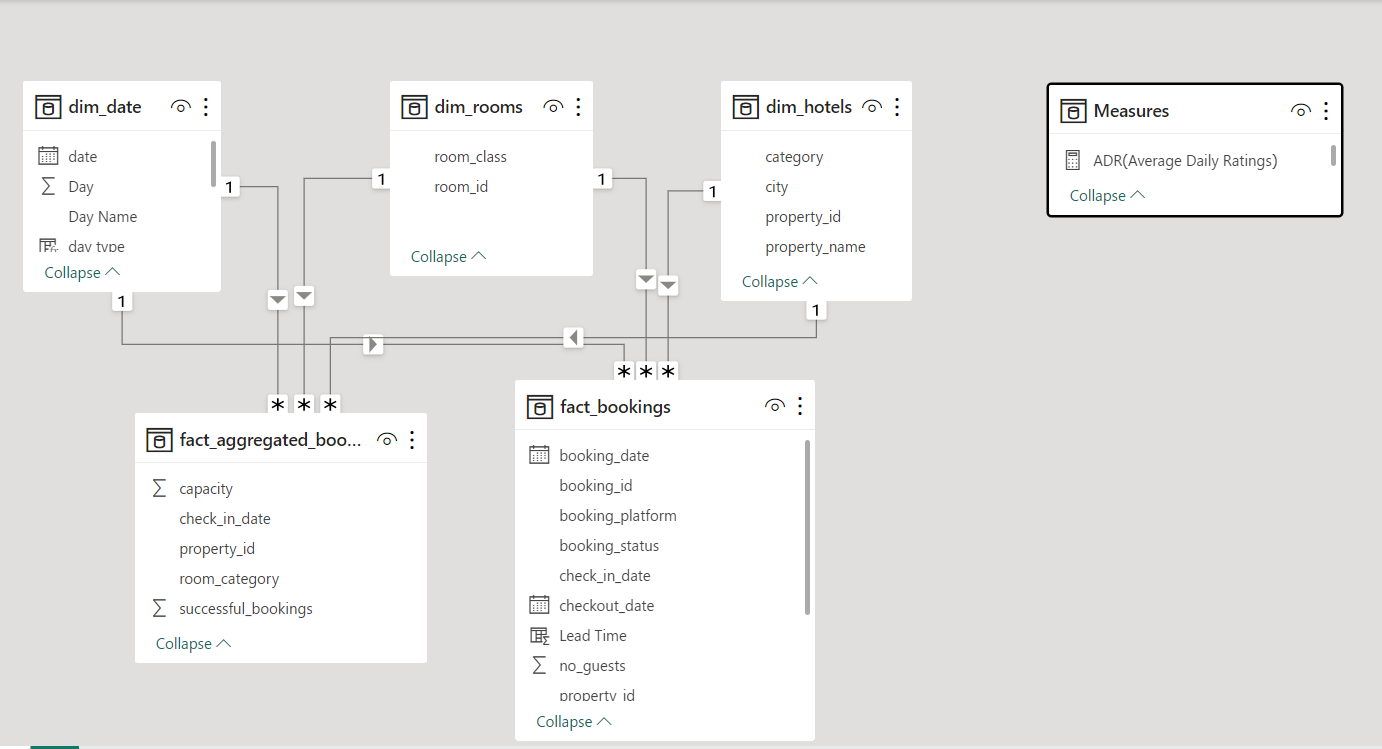 dim_date
date
Day
Day Name
day type
Collapse
1
1
dim_rooms
room_class
room_id
Collapse
1
1
dim_hotels
category
city
property_id
property_name
Collapse
1
1
Measures
ADR(Average Daily Ratings)
Collapse
* * *
fact_aggregated_boo...
capacity
check_in_date
property_id
room_category
successful_bookings
Collapse
* * *
fact_bookings
booking_date
booking_id
booking_platform
booking_status
check_in_date
checkout_date
Lead Time
no_guests
property_id
Collapse